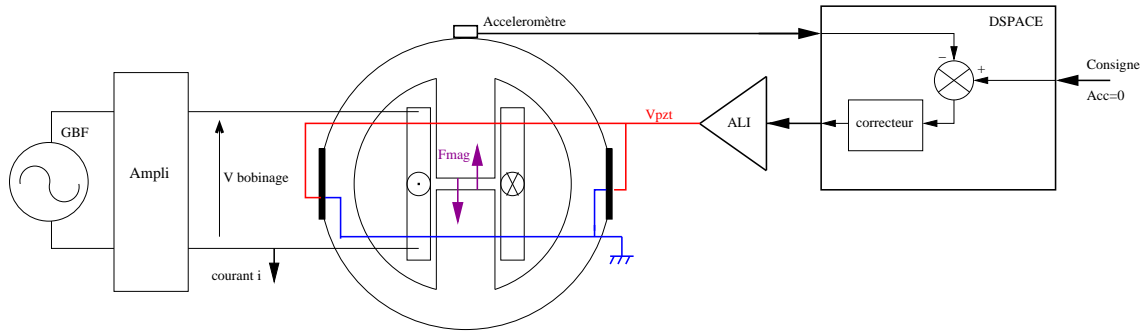 Acceleromètre
DSPACE
−
+
Consigne
Acc=0
GBF
Ampli
V bobinage
Fmag
Vpzt
ALI
correcteur
courant i